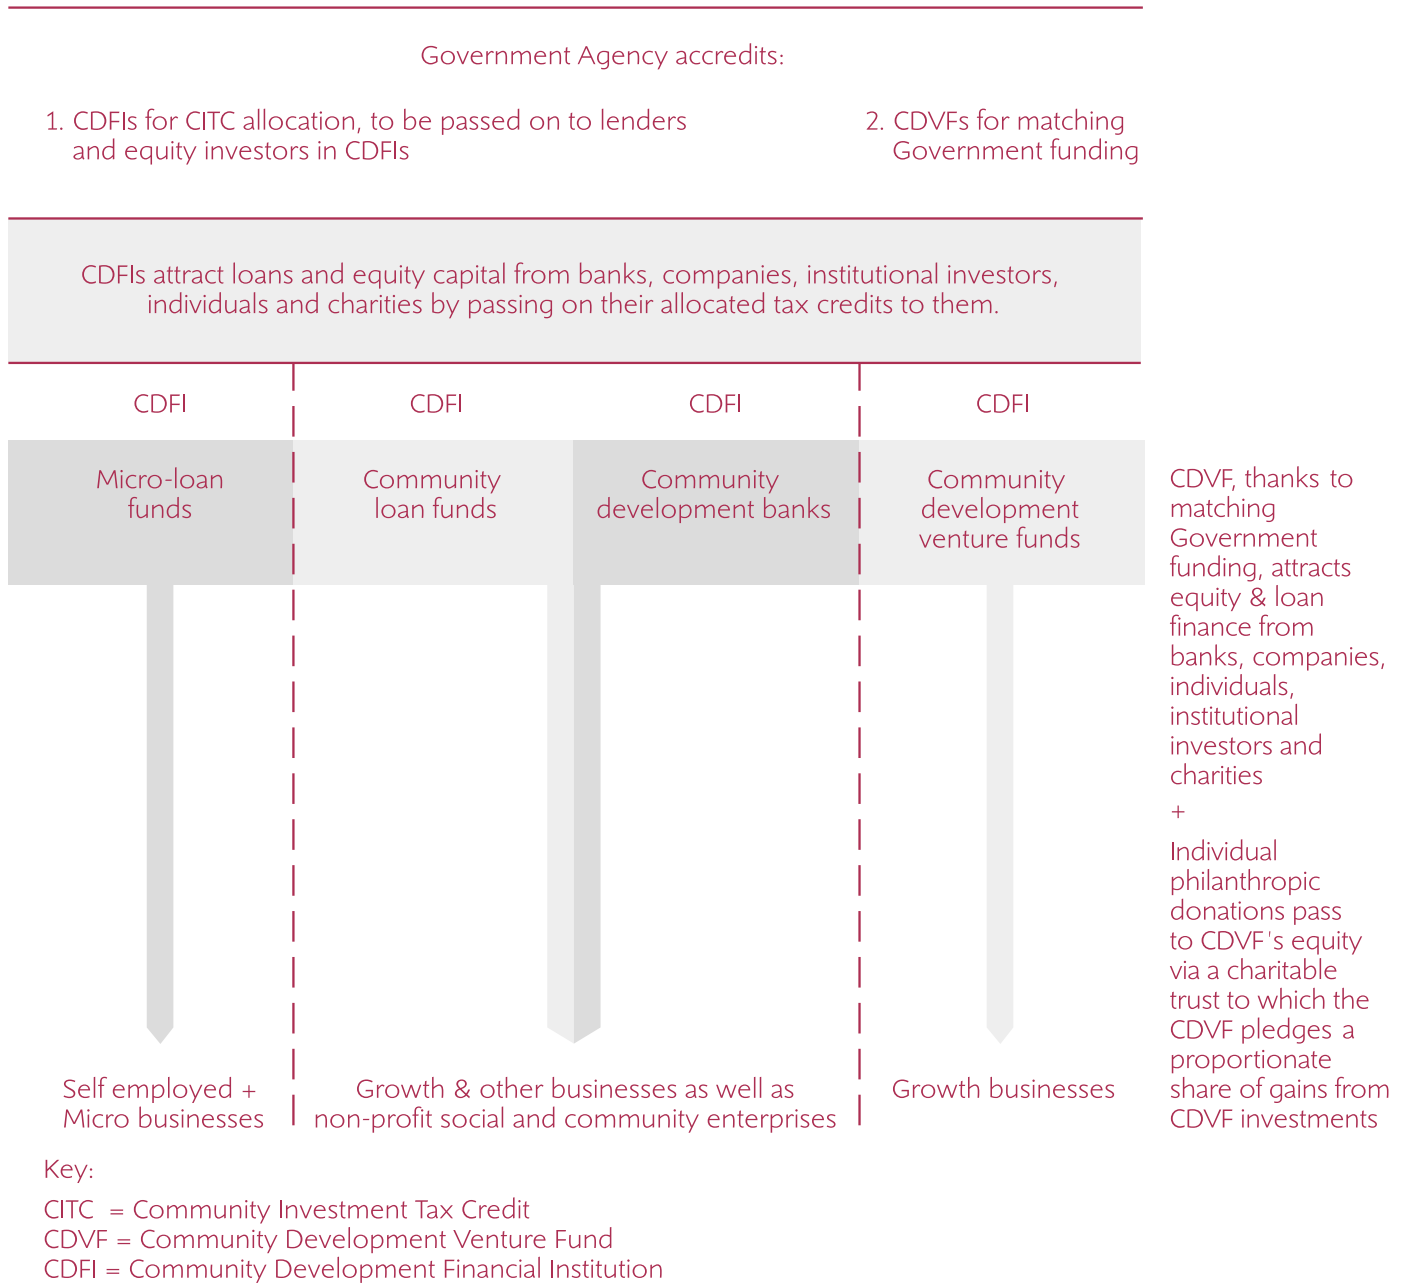 Government Agency accredits:
1. CDFIs for CITC allocation, to be passed on to lenders
and equity investors in CDFIs
2. CDVFs for matching
Government funding
CDFIs attract loans and equity capital from banks, companies, institutional investors,
individuals and charities by passing on their allocated tax credits to them.
CDFI
CDFI
CDFI
CDFI
Micro-loan
funds
Community
loan funds
Community
development banks
Community
development
venture funds
CDVF, thanks to
matching
Government
funding, attracts
equity & loan
finance from
banks, companies,
individuals,
institutional
investors and
charities
+
Individual
philanthropic
donations pass
to CDVF's equity
via a charitable
trust to which the
CDVF pledges a
proportionate
share of gains from
CDVF investments
Self employed +
Micro businesses
Growth & other businesses as well as
non-profit social and community enterprises
Growth businesses
Key:
CITC = Community Investment Tax Credit
CDVF = Community Development Venture Fund
CDFI = Community Development Financial Institution